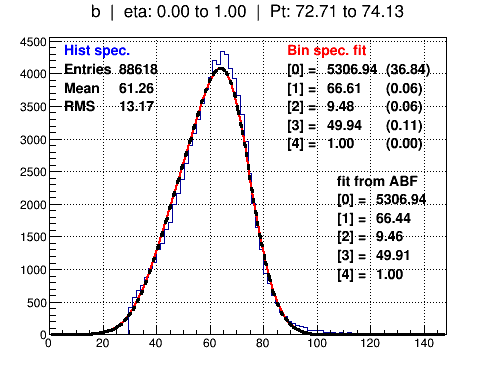 b | eta: 0.00 to 1.00 | Pt: 72.71 to 74.13
Hist spec.
Entries 88618
Mean 61.26
RMS 13.17
Bin spec. fit
[0] = 5306.94 (36.84)
[1] = 66.61 (0.06)
[2] = 9.48 (0.06)
[3] = 49.94 (0.11)
[4] = 1.00 (0.00)
fit from ABF
[0] = 5306.94
[1] = 66.44
[2] = 9.46
[3] = 49.91
[4] = 1.00
4500
4000
3500
3000
2500
2000
1500
1000
500
0
0 20 40 60 80 100 120 140